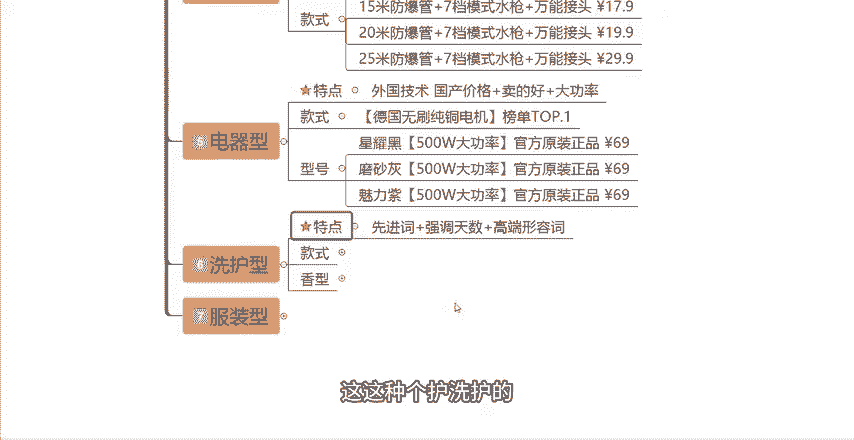 15米防爆管+7档模式水枪+万能接头 ¥17.9
款式
20米防爆管+7档模式水枪+万能接头 ¥19.9
25米防爆管+7档模式水枪+万能接头 ¥29.9
特点 外国技术 国产价格+卖的好+大功率
款式 【德国无刷纯铜电机】榜单TOP.1
电器型
星耀黑【500W大功率】官方原装正品 ¥69
型号 磨砂灰【500W大功率】官方原装正品 ¥69
魅力紫【500W大功率】官方原装正品 ¥69
特点 先进词+强调天数+高端形容词
款式
洗护型
香型
服装型
这这种个护洗护的